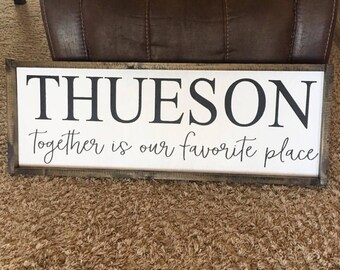 THUESON
together is our favorite place